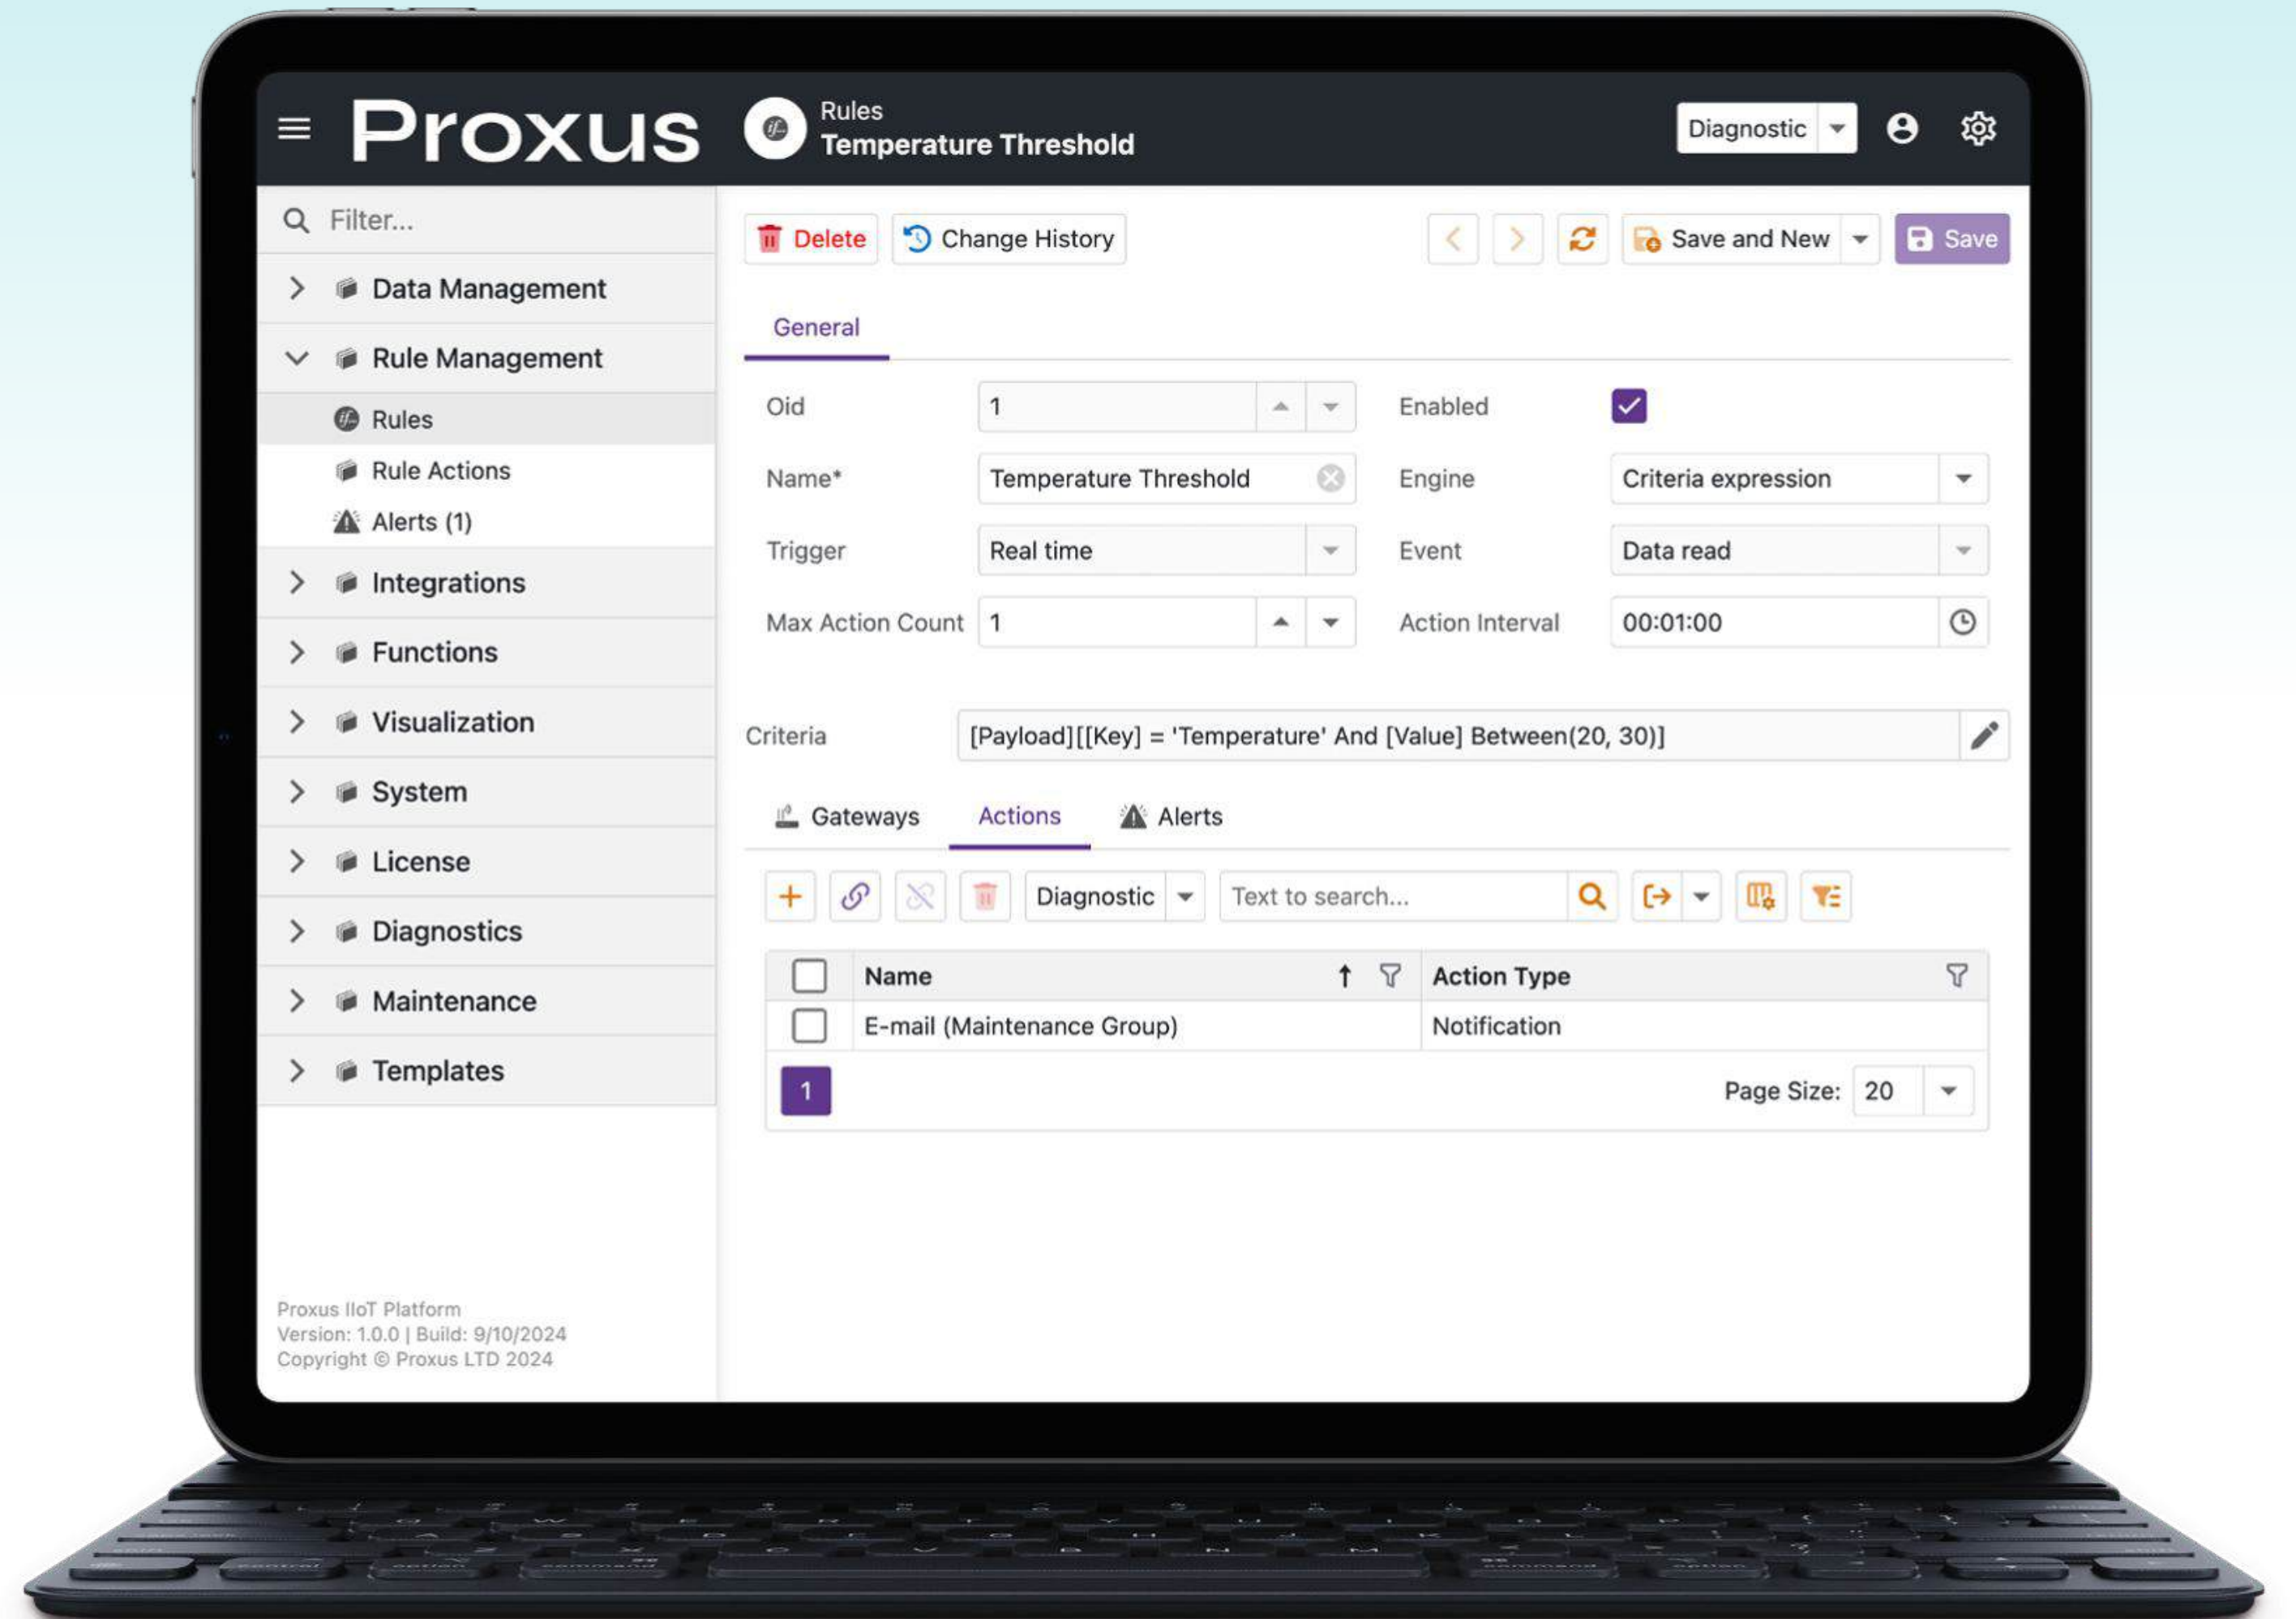 Proxus
Rules
Temperature Threshold
Diagnostic
Filter...
Data Management
Rule Management
Rules
Rule Actions
Alerts (1)
Integrations
Functions
Visualization
System
License
Diagnostics
Maintenance
Templates
Proxus IIoT Platform
Version: 1.0.0 | Build: 9/10/2024
Copyright © Proxus LTD 2024
Delete
Change History
Save and New
Save
General
Oid
1
Enabled
Name*
Temperature Threshold
Engine
Criteria expression
Trigger
Real time
Event
Data read
Max Action Count
1
Action Interval
00:01:00
Criteria
[Payload][[Key] = 'Temperature' And [Value] Between(20, 30)]
Gateways
Actions
Alerts
Diagnostic
Text to search...
Name
Action Type
E-mail (Maintenance Group)
Notification
1
Page Size:
20
control
option
command
command
option